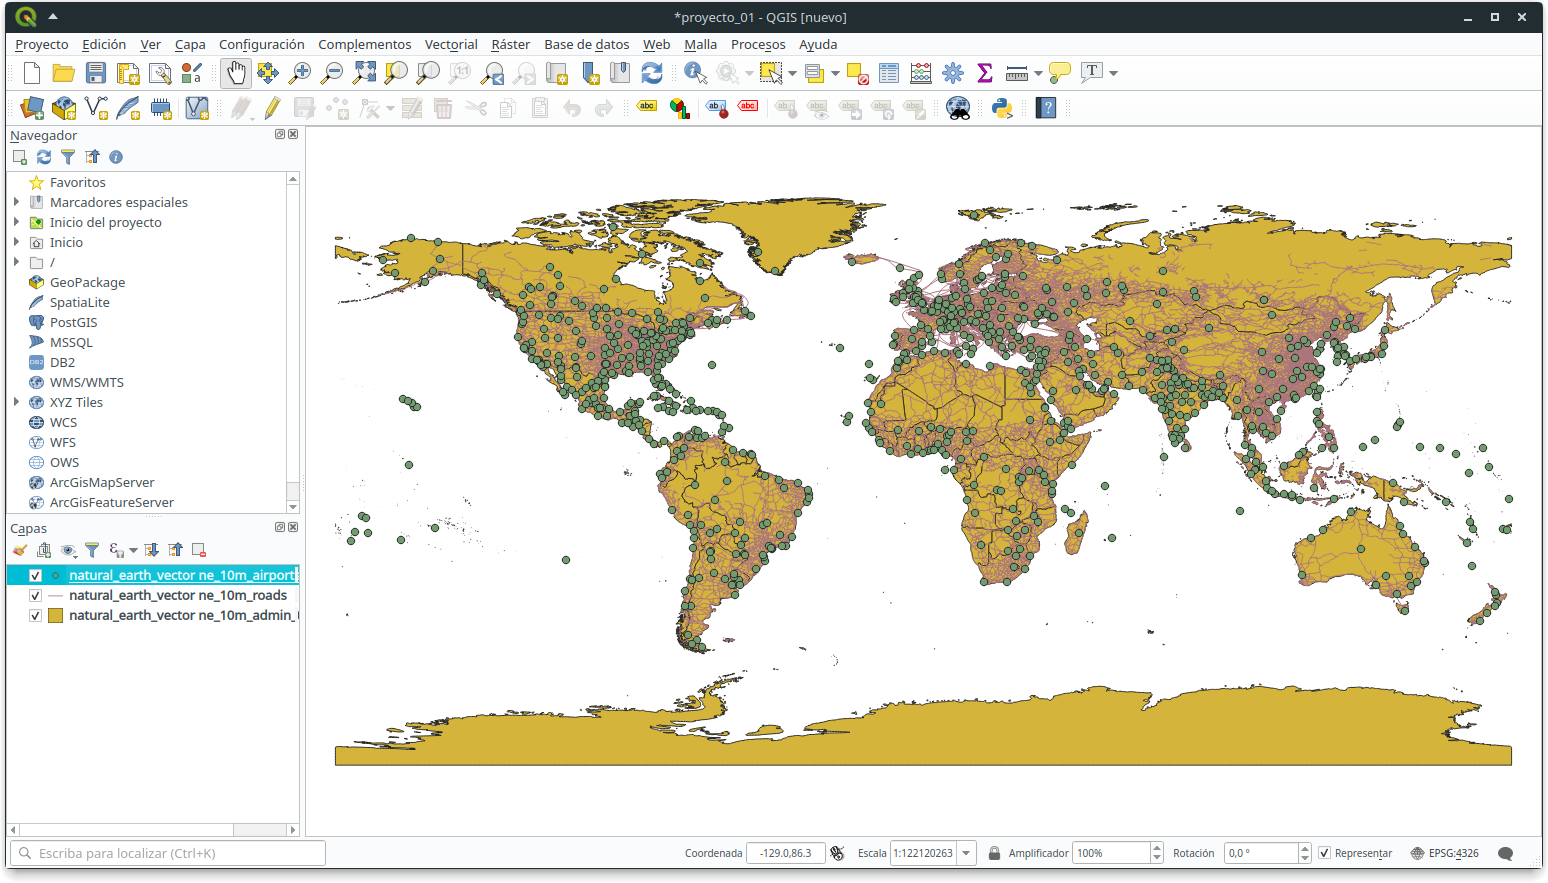 *proyecto_01 - QGIS [nuevo]
Proyecto Edición Ver Capa Configuración Complementos Vectorial Ráster Base de datos Web Malla Procesos Ayuda
Navegador
Favoritos
Marcadores espaciales
Inicio del proyecto
Inicio
/
GeoPackage
SpatiaLite
PostGIS
MSSQL
DB2
WMS/WMTS
XYZ Tiles
WCS
WFS
OWS
ArcGisMapServer
ArcGisFeatureServer
Capas
natural_earth_vector ne_10m_airport
natural_earth_vector ne_10m_roads
natural_earth_vector ne_10m_admin_
Escriba para localizar (Ctrl+K)
Coordenada -129.0,86.3 Escala 1:122120263 Amplificador 100% Rotación 0,0 ° Representar EPSG:4326